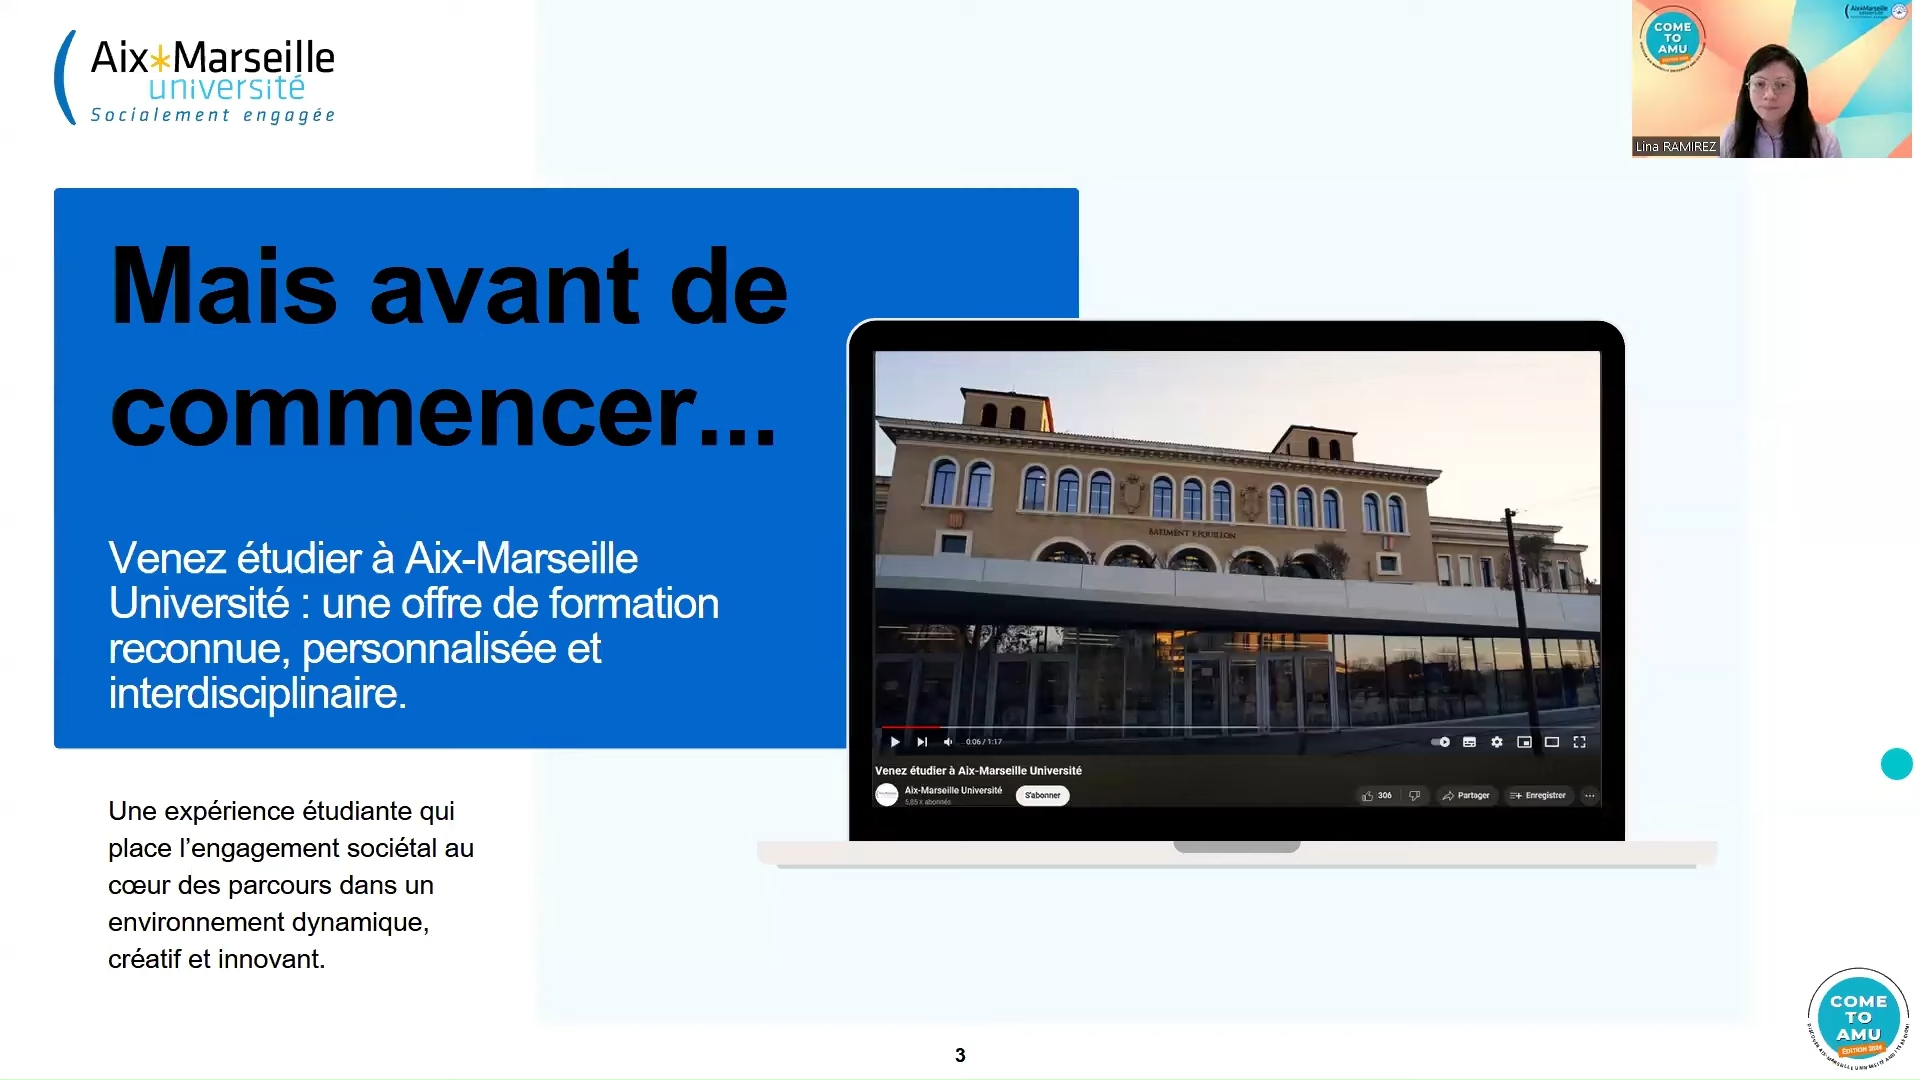 Aix*Marseille
université
Socialement engagée
COME
TO
AMU
Lina RAMIREZ
Mais avant de
commencer...
Venez étudier à Aix-Marseille
Université : une offre de formation
reconnue, personnalisée et
interdisciplinaire.
BATIMENT F.POUILLON
0:06 / 1:17
Venez étudier à Aix-Marseille Université
Aix-Marseille Université
5,85 k abonnés
S'abonner
306
Partager
Enregistrer
Une expérience étudiante qui
place l’engagement sociétal au
cœur des parcours dans un
environnement dynamique,
créatif et innovant.
3
COME
TO
AMU
ÉDITION 2024